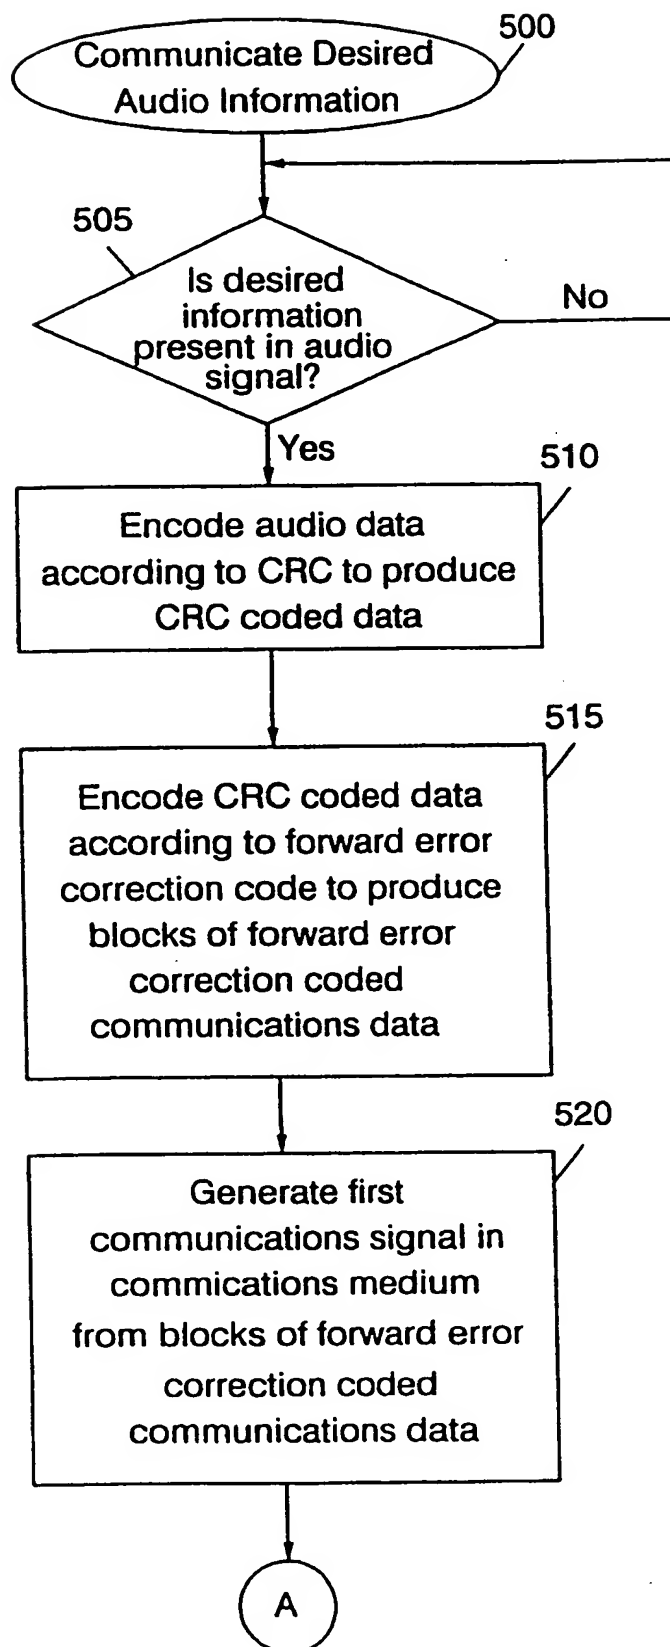 500
Communicate Desired
Audio Information
505
Is desired
information
present in audio
signal?
No
Yes
510
Encode audio data
according to CRC to produce
CRC coded data
515
Encode CRC coded data
according to forward error
correction code to produce
blocks of forward error
correction coded
communications data
520
Generate first
communications signal in
commications medium
from blocks of forward error
correction coded
communications data
A